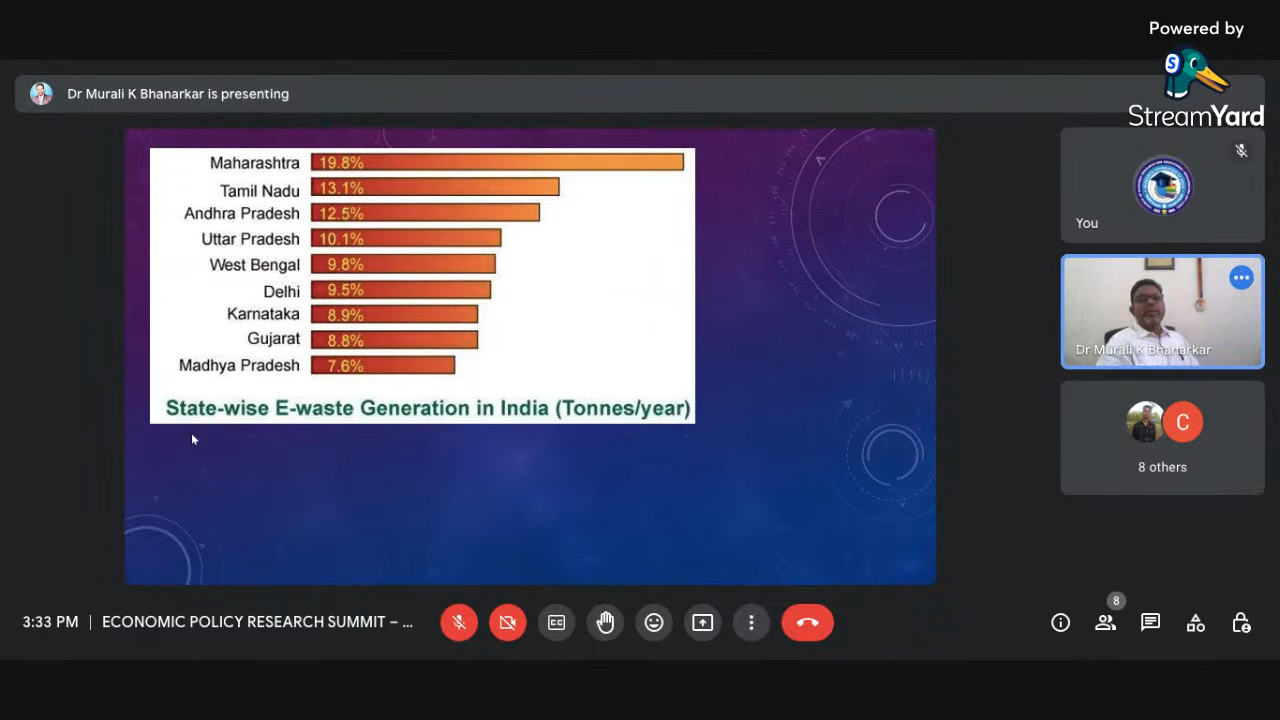 Powered by
StreamYard
Dr Murali K Bhanarkar is presenting
Maharashtra 19.8%
Tamil Nadu 13.1%
Andhra Pradesh 12.5%
Uttar Pradesh 10.1%
West Bengal 9.8%
Delhi 9.5%
Karnataka 8.9%
Gujarat 8.8%
Madhya Pradesh 7.6%
State-wise E-waste Generation in India (Tonnes/year)
You
Dr Murali K Bhanarkar
C
8 others
3:33 PM | ECONOMIC POLICY RESEARCH SUMMIT – ...
CC
8